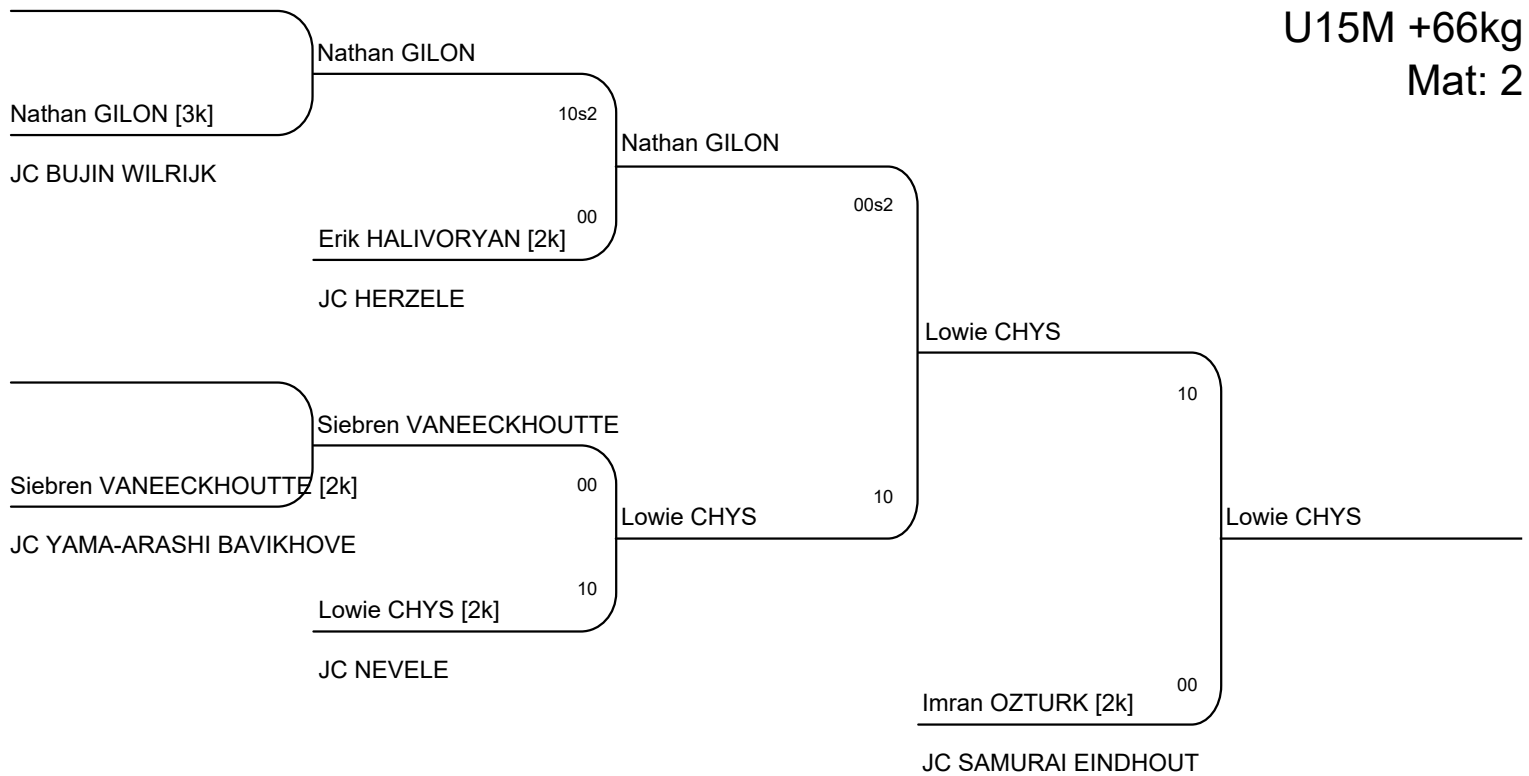 U15M +66kg
Mat: 2
Nathan GILON
Nathan GILON [3k]
JC BUJIN WILRIJK
10s2
Nathan GILON
00
Erik HALIVORYAN [2k]
JC HERZELE
00s2
Lowie CHYS
10
Siebren VANEECKHOUTTE
Siebren VANEECKHOUTTE [2k]
JC YAMA-ARASHI BAVIKHOVE
00
Lowie CHYS
10
Lowie CHYS
10
Lowie CHYS [2k]
JC NEVELE
00
Imran OZTURK [2k]
JC SAMURAI EINDHOUT